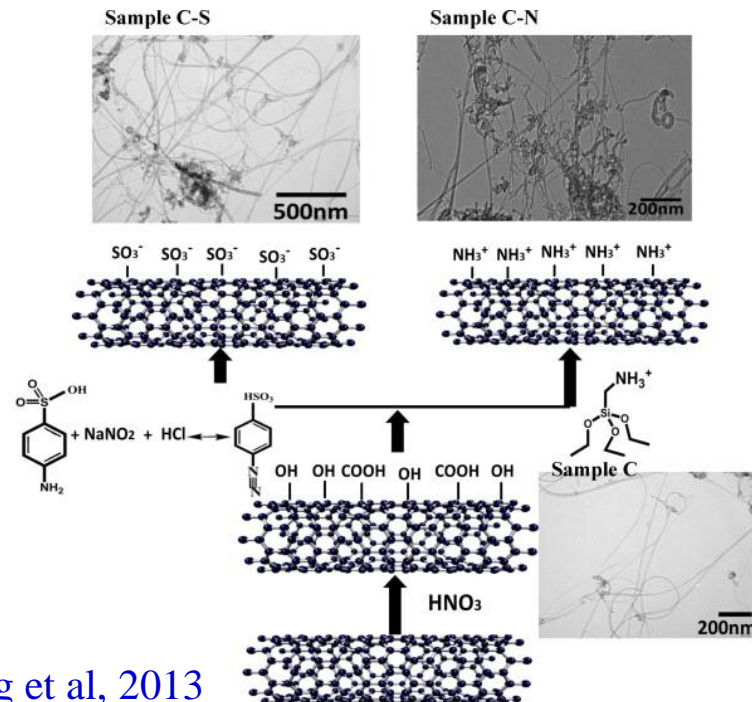 Sample C-S
Sample C-N
500nm
200nm
SO₃⁻ SO₃⁻ SO₃⁻ SO₃⁻ SO₃⁻
NH₃⁺ NH₃⁺ NH₃⁺ NH₃⁺ NH₃⁺
O
OH
S
O
+ NaNO₂ + HCl
NH₂
HSO₃
N
N
NH₃⁺
Si
O O O
Sample C
OH OH COOH OH COOH OH
HNO₃
200nm
g et al, 2013